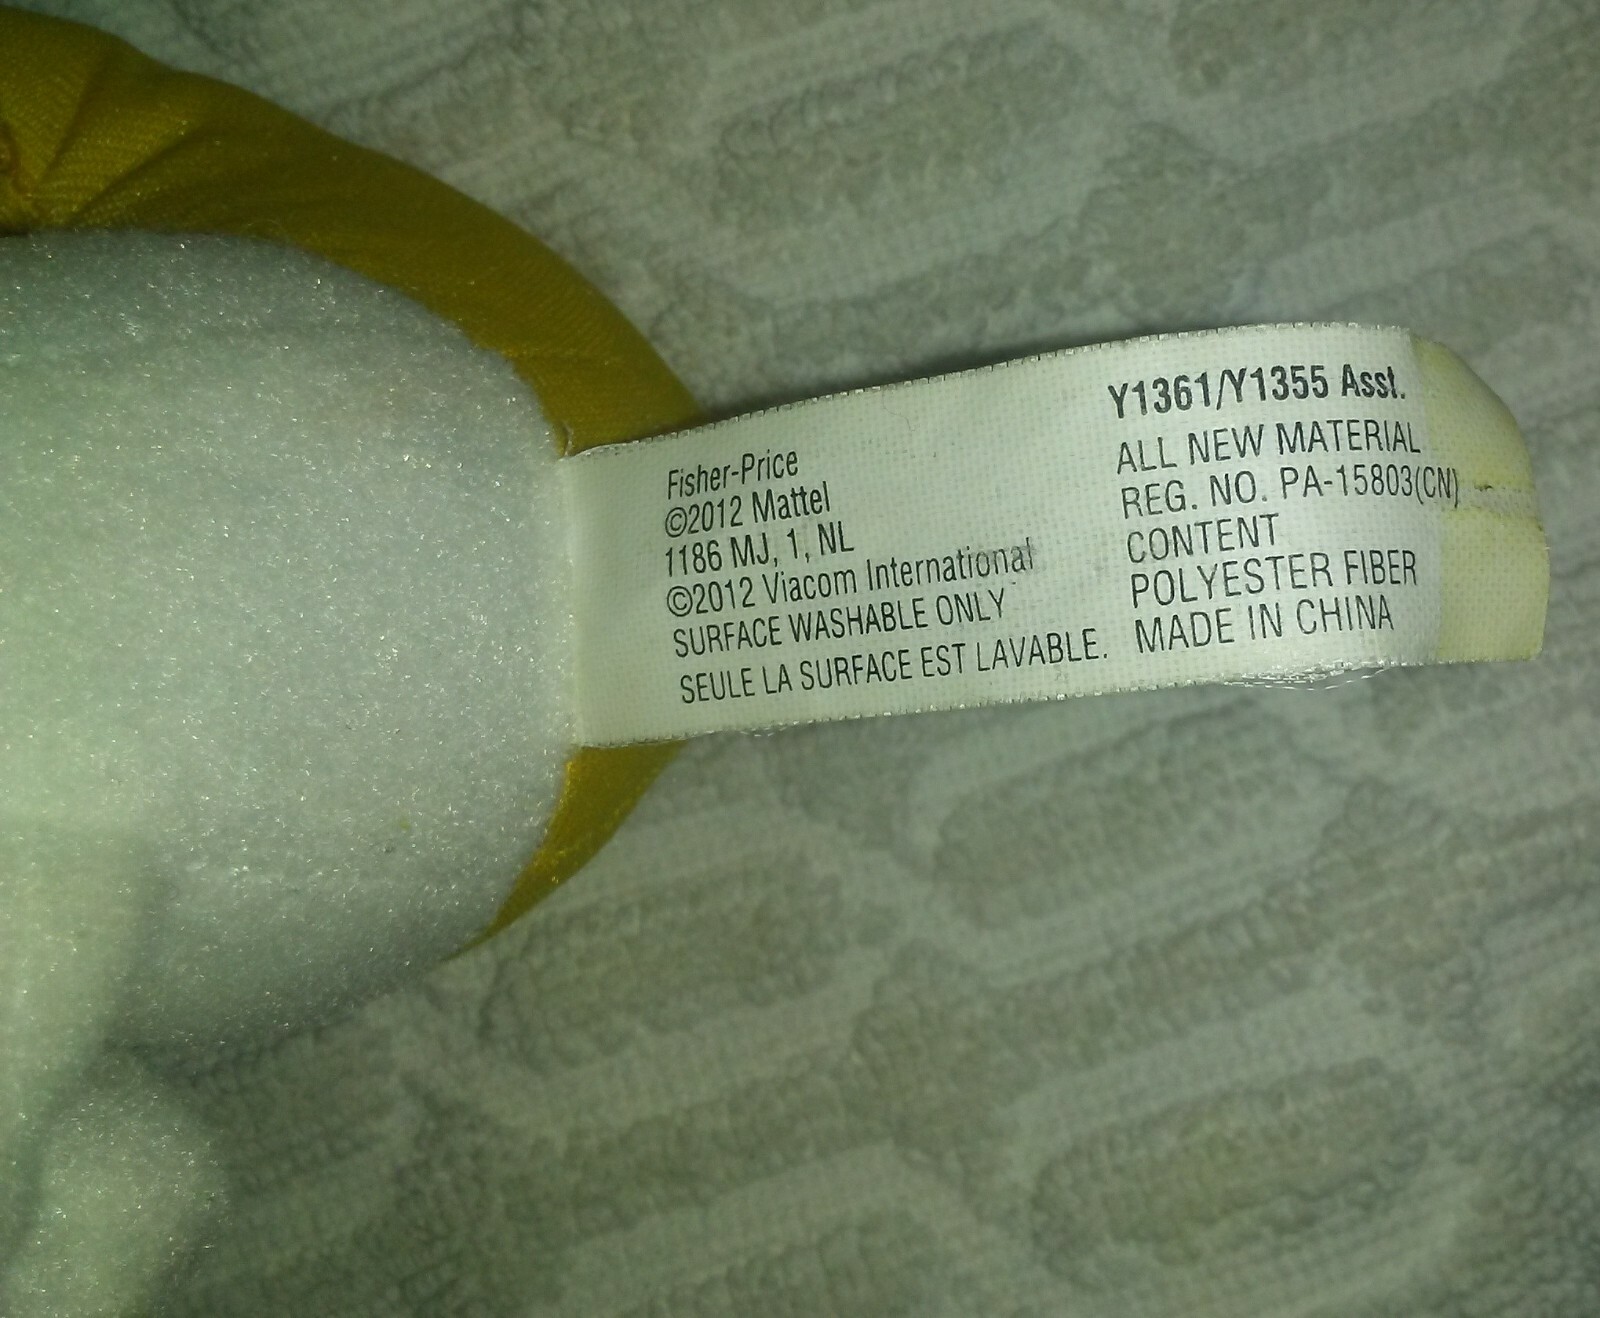 Fisher-Price
©2012 Mattel
1186 MJ, 1, NL
©2012 Viacom International
SURFACE WASHABLE ONLY
SEULE LA SURFACE EST LAVABLE.
Y1361/Y1355 Asst.
ALL NEW MATERIAL
REG. NO. PA-15803(CN)
CONTENT
POLYESTER FIBER
MADE IN CHINA